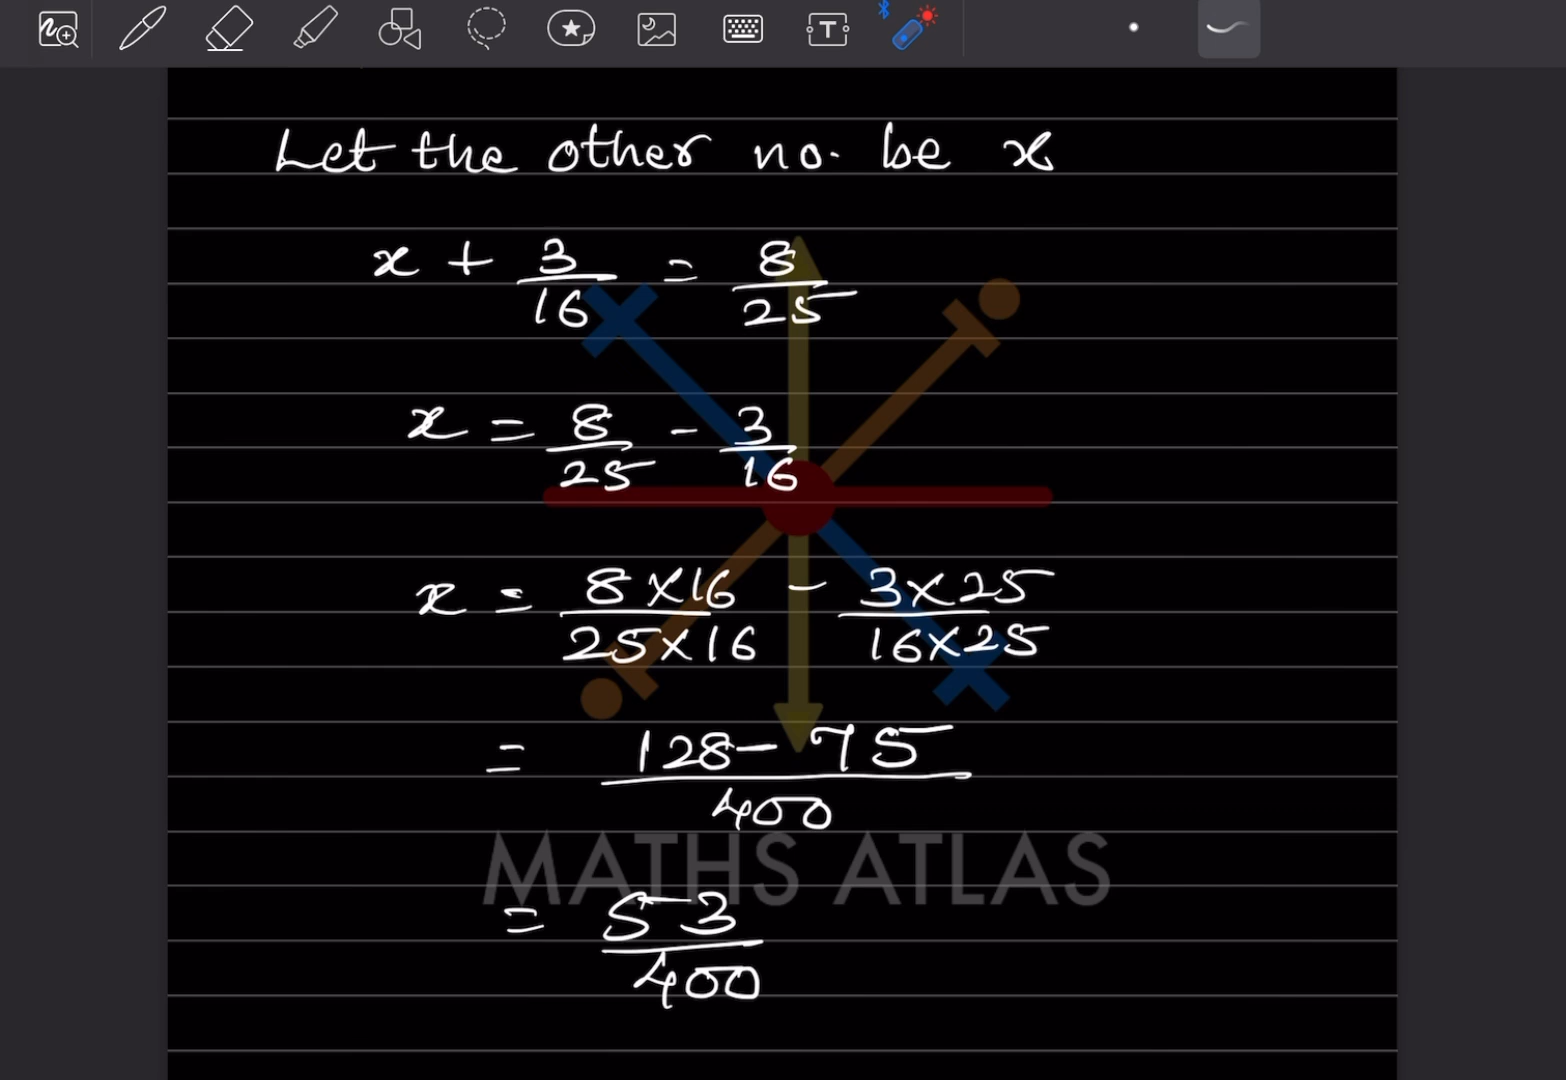 Let the other no. be x
x + 3/16 = 8/25
x = 8/25 - 3/16
x = 8×16/25×16 - 3×25/16×25
= 128-75/400
MATHS ATLAS
= 53/400